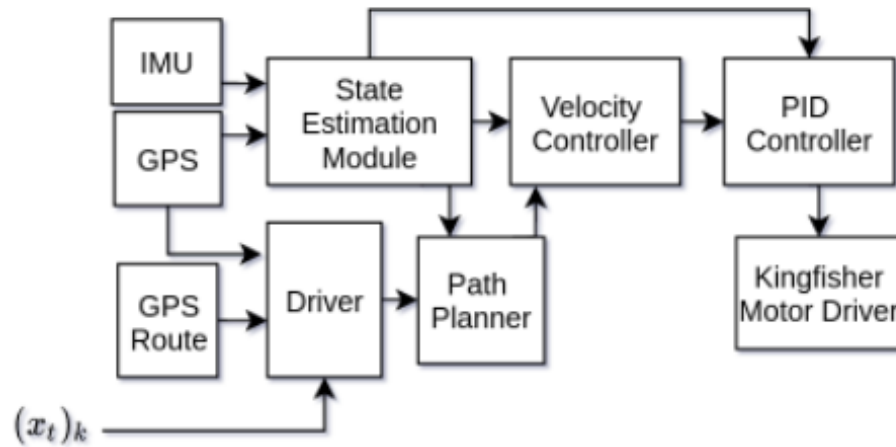 IMU
State
Estimation
Module
Velocity
Controller
PID
Controller
GPS
GPS
Route
Driver
Path
Planner
Kingfisher
Motor Driver
(x_t)_k